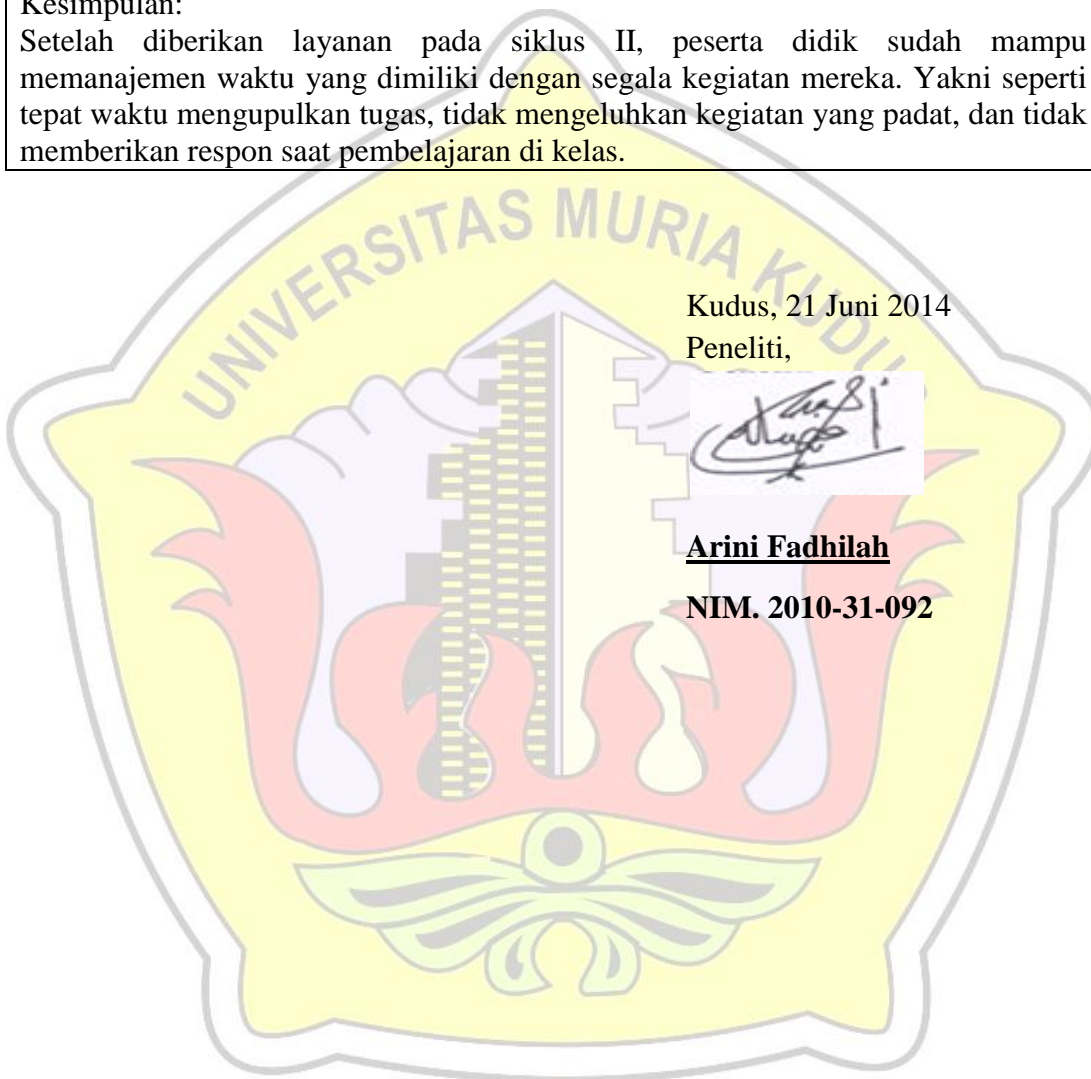 Kesimpulan:
Setelah diberikan layanan pada siklus II, peserta didik sudah mampu
memanajemen waktu yang dimiliki dengan segala kegiatan mereka. Yakni seperti
tepat waktu mengupulkan tugas, tidak mengeluhkan kegiatan yang padat, dan tidak
memberikan respon saat pembelajaran di kelas.
UNIVERSITAS MURIA KUDUS
Kudus, 21 Juni 2014
Peneliti,
Arini Fadhilah
NIM. 2010-31-092